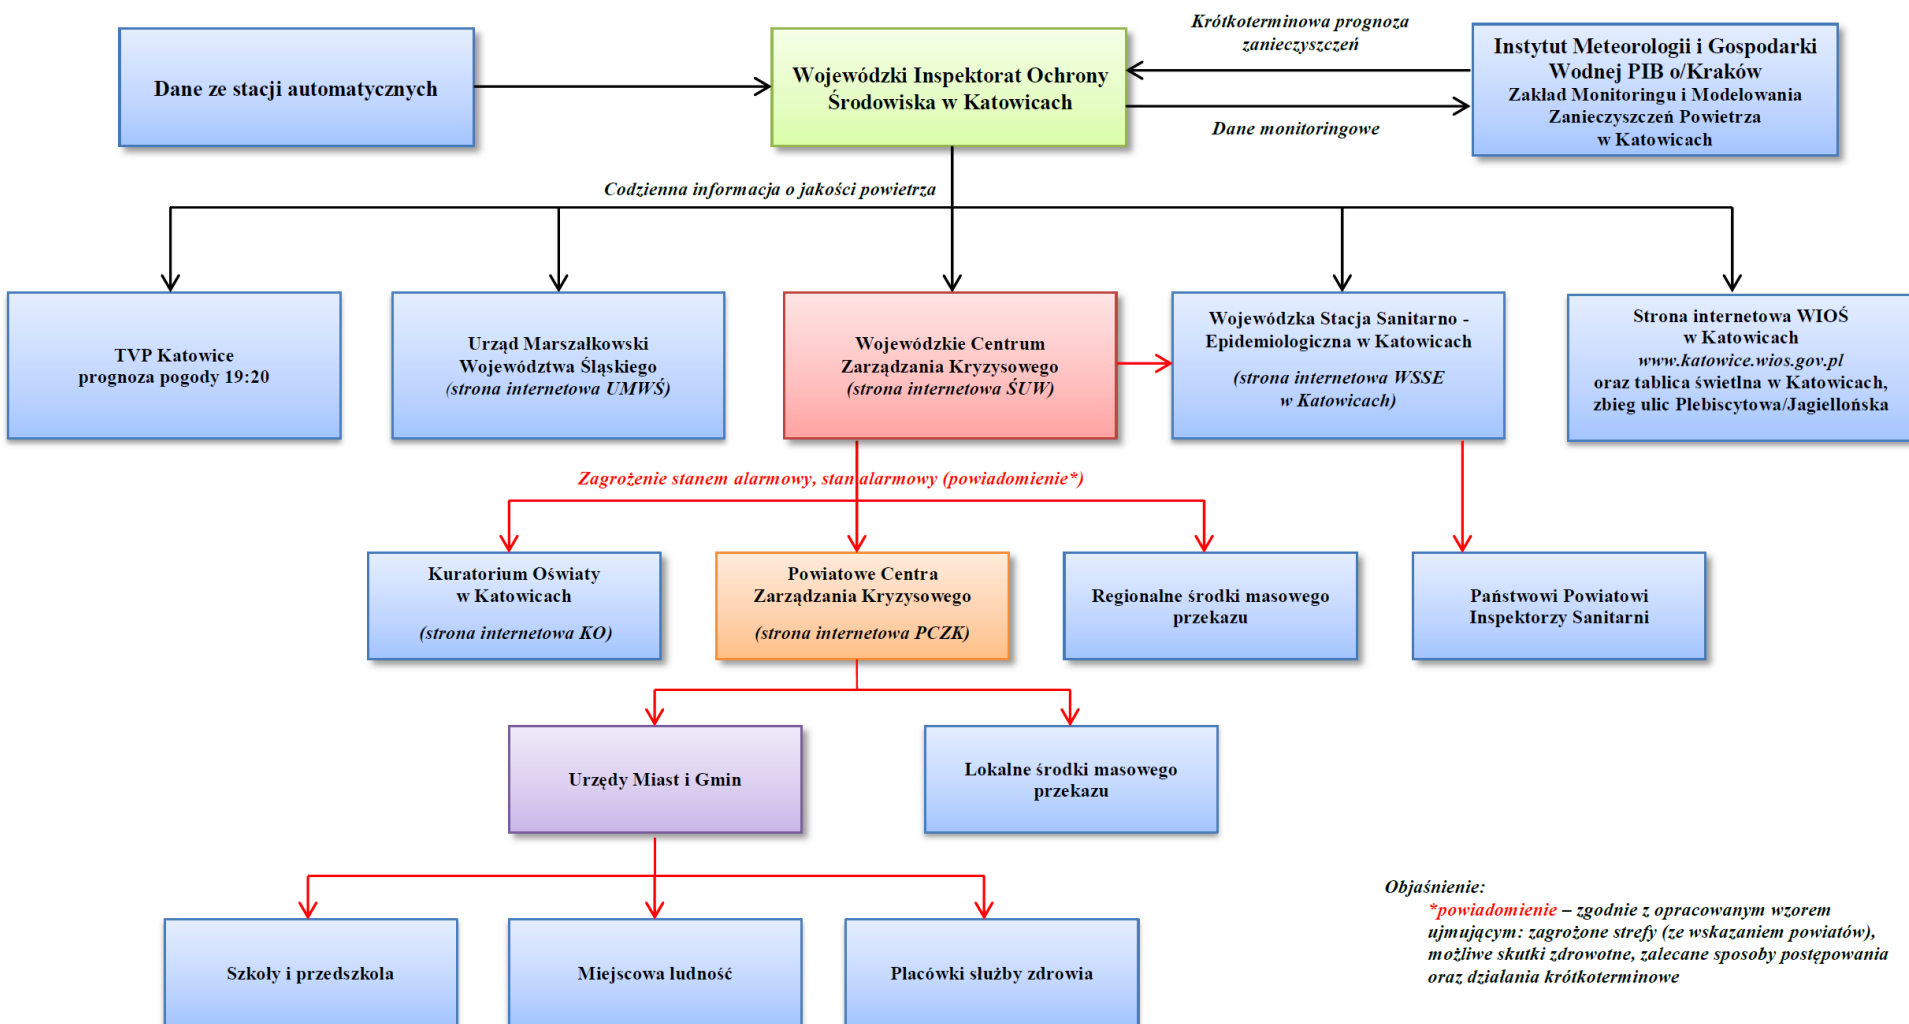 Krótkoterminowa prognoza
zanieczyszczeń
Dane ze stacji automatycznych
Wojewódzki Inspektorat Ochrony
Środowiska w Katowicach
Instytut Meteorologii i Gospodarki
Wodnej PIB o/Kraków
Zakład Monitoringu i Modelowania
Zanieczyszczeń Powietrza
w Katowicach
Dane monitoringowe
Codzienna informacja o jakości powietrza
TVP Katowice
prognoza pogody 19:20
Urząd Marszałkowski
Województwa Śląskiego
(strona internetowa UMWŚ)
Wojewódzkie Centrum
Zarządzania Kryzysowego
(strona internetowa ŚUW)
Wojewódzka Stacja Sanitarno -
Epidemiologiczna w Katowicach
(strona internetowa WSSE
w Katowicach)
Strona internetowa WIOŚ
w Katowicach
www.katowice.wios.gov.pl
oraz tablica świetlna w Katowicach,
zbieg ulic Plebiscytowa/Jagiellońska
Zagrożenie stanem alarmowy, stan alarmowy (powiadomienie*)
Kuratorium Oświaty
w Katowicach
(strona internetowa KO)
Powiatowe Centra
Zarządzania Kryzysowego
(strona internetowa PCZK)
Regionalne środki masowego
przekazu
Państwowi Powiatowi
Inspektorzy Sanitarni
Urzędy Miast i Gmin
Lokalne środki masowego
przekazu
Szkoły i przedszkola
Miejscowa ludność
Placówki służby zdrowia
Objaśnienie:
*powiadomienie – zgodnie z opracowanym wzorem
ujmującym: zagrożone strefy (ze wskazaniem powiatów),
możliwe skutki zdrowotne, zalecane sposoby postępowania
oraz działania krótkoterminowe